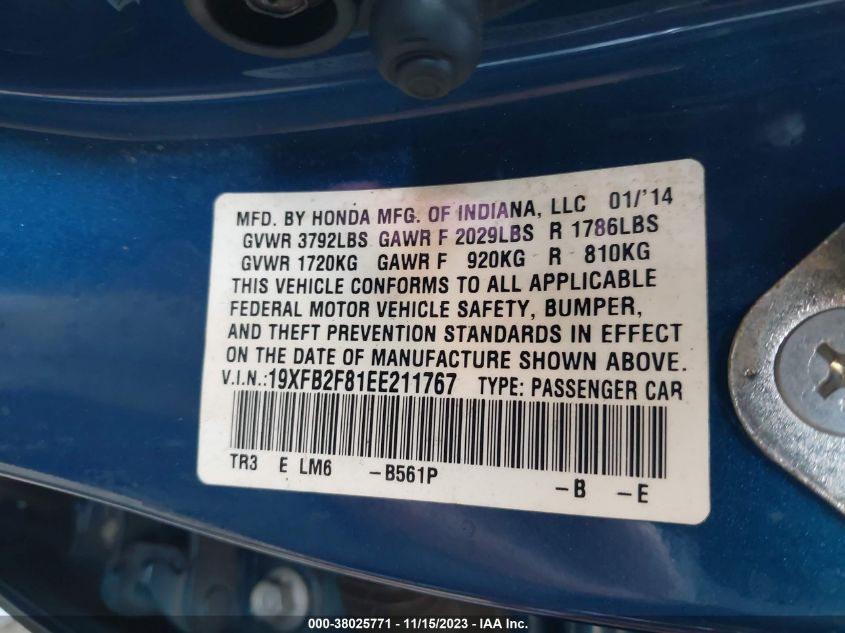 MFD. BY HONDA MFG. OF INDIANA, LLC 01/'14
GVWR 3792LBS GAWR F 2029LBS R 1786LBS
GVWR 1720KG GAWR F 920KG R 810KG
THIS VEHICLE CONFORMS TO ALL APPLICABLE
FEDERAL MOTOR VEHICLE SAFETY, BUMPER,
AND THEFT PREVENTION STANDARDS IN EFFECT
ON THE DATE OF MANUFACTURE SHOWN ABOVE.
V.I.N.:19XFB2F81EE211767 TYPE: PASSENGER CAR
TR3 E LM6 -B561P -B -E
000-38025771 - 11/15/2023 - IAAI.com